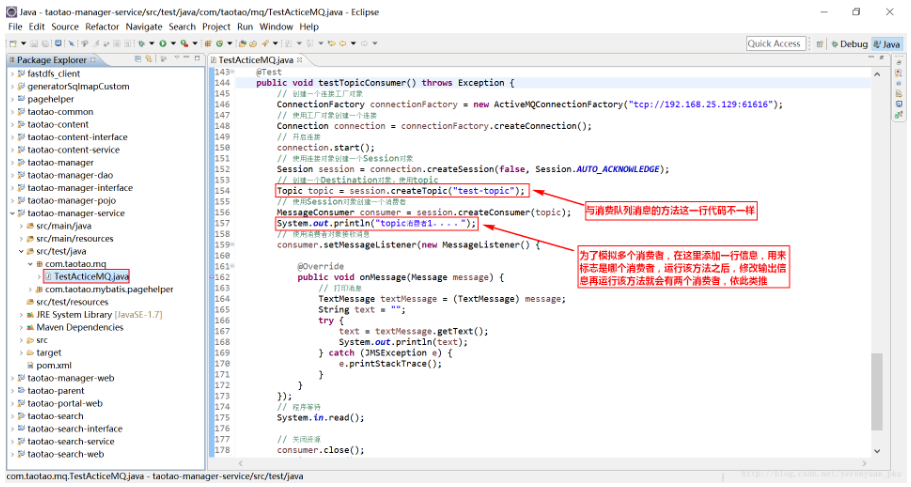 Java - taotao-manager-service/src/test/java/com/taotao/mq/TestActiceMQ.java - Eclipse
File Edit Source Refactor Navigate Search Project Run Window Help
Quick Access
Debug
Java
Package Explorer
fastdfs_client
generatorSqlmapCustom
pagehelper
taotao-common
taotao-content
taotao-content-interface
taotao-content-service
taotao-manager
taotao-manager-dao
taotao-manager-interface
taotao-manager-pojo
taotao-manager-service
src/main/java
src/main/resources
src/test/java
com.taotao.mq
TestActiceMQ.java
com.taotao.mybatis.pagehelper
src/test/resources
JRE System Library [JavaSE-1.7]
Maven Dependencies
src
target
pom.xml
taotao-manager-web
taotao-parent
taotao-portal-web
taotao-search
taotao-search-interface
taotao-search-service
taotao-search-web
TestActiceMQ.java
143 @Test
144 public void testTopicConsumer() throws Exception {
145 // 创建一个连接工厂对象
146 ConnectionFactory connectionFactory = new ActiveMQConnectionFactory("tcp://192.168.25.129:61616");
147 // 使用工厂对象创建一个连接
148 Connection connection = connectionFactory.createConnection();
149 // 开启连接
150 connection.start();
151 // 使用连接对象创建一个Session对象
152 Session session = connection.createSession(false, Session.AUTO_ACKNOWLEDGE);
153 // 创建一个Destination对象，使用topic
154 Topic topic = session.createTopic("test-topic");
155 // 使用Session对象创建一个消费者
156 MessageConsumer consumer = session.createConsumer(topic);
157 System.out.println("topic消费者1....");
158 // 使用消费者对象接收消息
159 consumer.setMessageListener(new MessageListener() {
160
161 @Override
162 public void onMessage(Message message) {
163 // 打印消息
164 TextMessage textMessage = (TextMessage) message;
165 String text = "";
166 try {
167 text = textMessage.getText();
168 System.out.println(text);
169 } catch (JMSException e) {
170 e.printStackTrace();
171 }
172 }
173 });
174 // 程序等待
175 System.in.read();
176
177 // 关闭资源
178 consumer.close();
与消费队列消息的方法这一行代码不一样
为了模拟多个消费者，在这里添加一行信息，用来
标志是哪个消费者，运行该方法之后，修改输出信
息再运行该方法就会有两个消费者，依此类推
com.taotao.mq.TestActiceMQ.java - taotao-manager-service/src/test/java